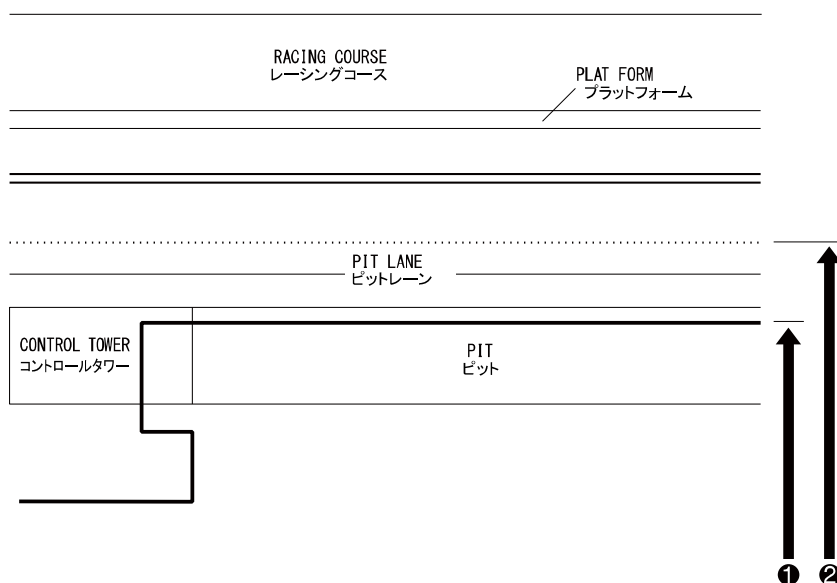 RACING COURSE
レーシングコース
PLAT FORM
プラットフォーム
PIT LANE
ピットレーン
CONTROL TOWER
コントロールタワー
PIT
ピット
❶ ❷